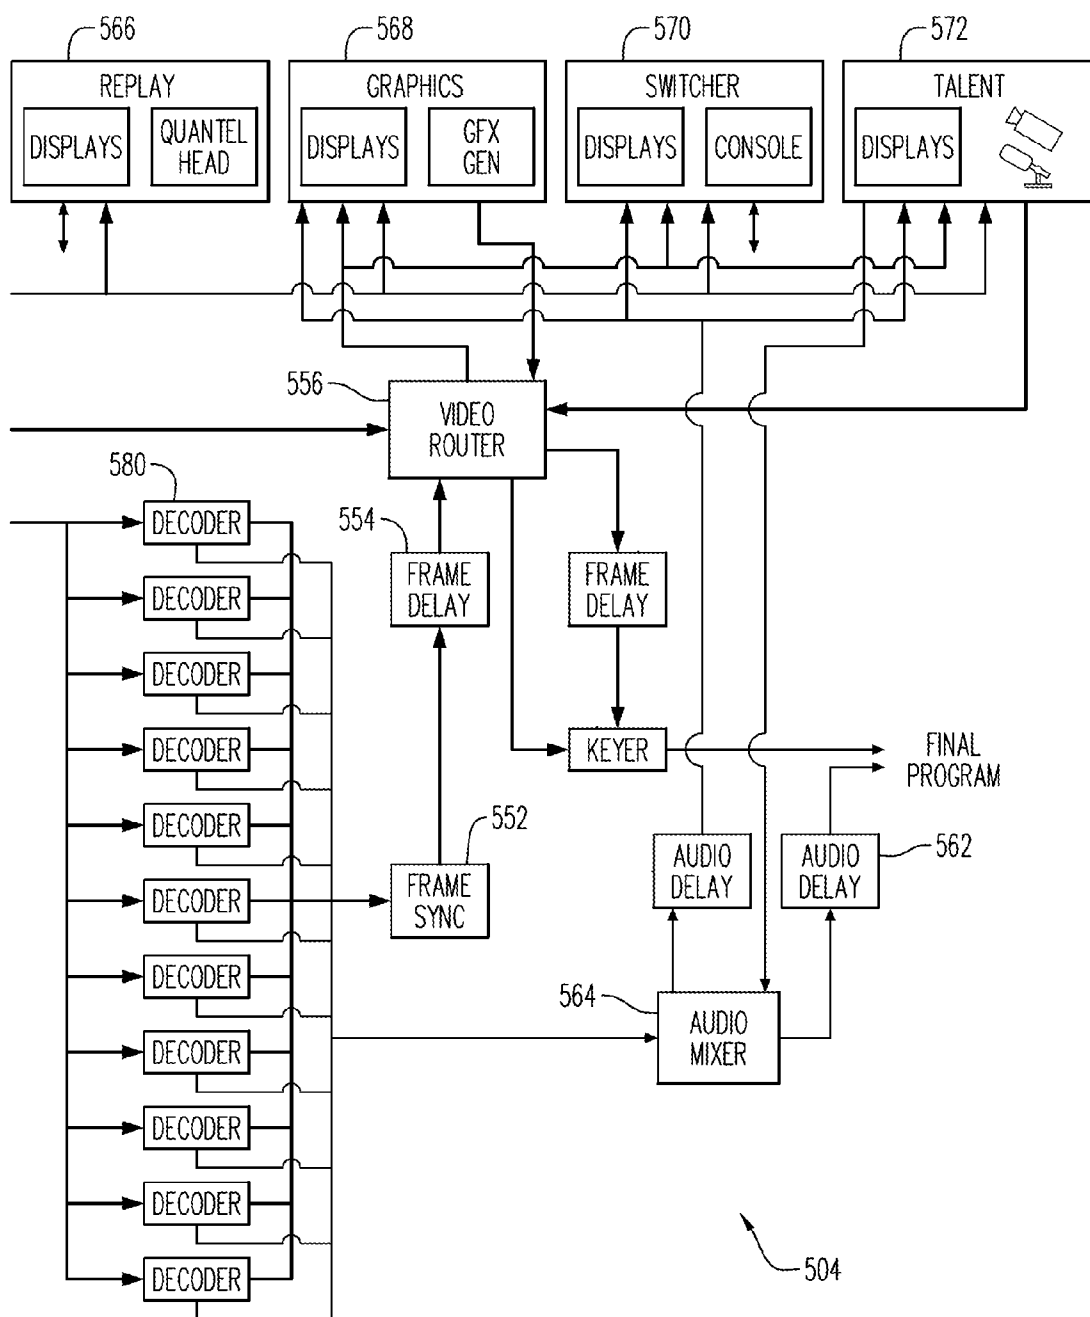 566
568
570
572
REPLAY
GRAPHICS
SWITCHER
TALENT
DISPLAYS
QUANTEL
HEAD
DISPLAYS
GFX
GEN
DISPLAYS
CONSOLE
DISPLAYS
556
VIDEO
ROUTER
580
DECODER
554
FRAME
DELAY
FRAME
DELAY
DECODER
DECODER
DECODER
KEYER
FINAL
PROGRAM
DECODER
552
562
AUDIO
DELAY
AUDIO
DELAY
DECODER
FRAME
SYNC
DECODER
564
AUDIO
MIXER
DECODER
DECODER
DECODER
DECODER
504